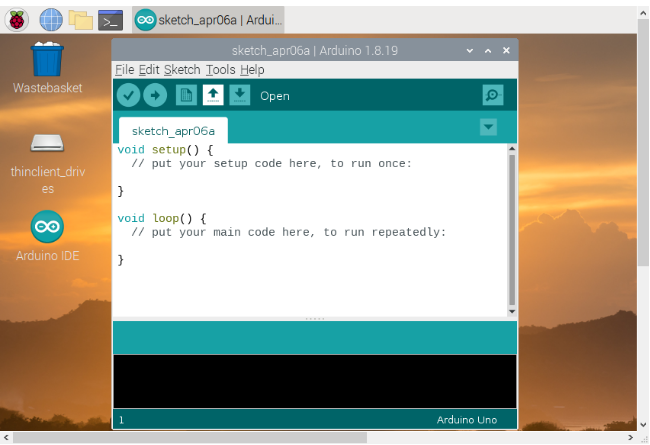 sketch_apr06a | Ardui...
sketch_apr06a | Arduino 1.8.19
File Edit Sketch Tools Help
Open
sketch_apr06a
void setup() {
  // put your setup code here, to run once:
}
void loop() {
  // put your main code here, to run repeatedly:
}
1
Arduino Uno
Wastebasket
thinclient_driv
es
Arduino IDE